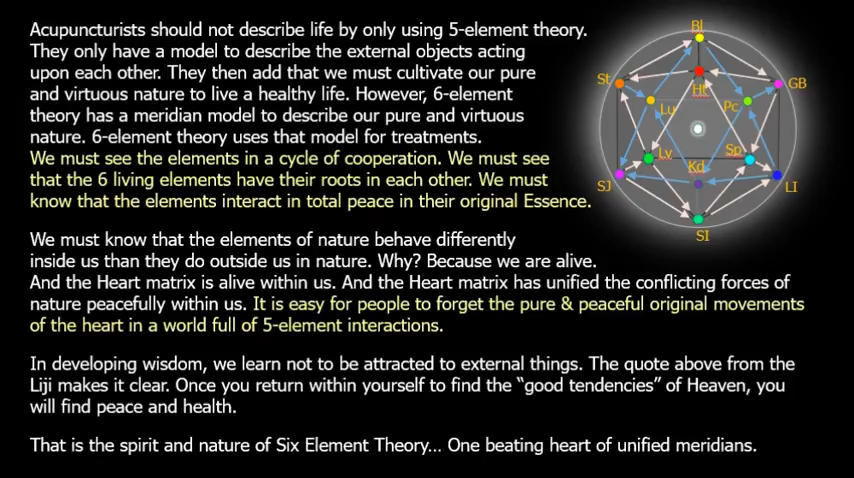 Acupuncturists should not describe life by only using 5-element theory.
They only have a model to describe the external objects acting
upon each other. They then add that we must cultivate our pure
and virtuous nature to live a healthy life. However, 6-element
theory has a meridian model to describe our pure and virtuous
nature. 6-element theory uses that model for treatments.
We must see the elements in a cycle of cooperation. We must see
that the 6 living elements have their roots in each other. We must
know that the elements interact in total peace in their original Essence.
We must know that the elements of nature behave differently
inside us than they do outside us in nature. Why? Because we are alive.
And the Heart matrix is alive within us. And the Heart matrix has unified the conflicting forces of
nature peacefully within us. It is easy for people to forget the pure & peaceful original movements
of the heart in a world full of 5-element interactions.
In developing wisdom, we learn not to be attracted to external things. The quote above from the
Liji makes it clear. Once you return within yourself to find the “good tendencies” of Heaven, you
will find peace and health.
That is the spirit and nature of Six Element Theory... One beating heart of unified meridians.
Bl
St
GB
Ht
Lu
Pc
Lv
Sp
Kd
SJ
LI
SI